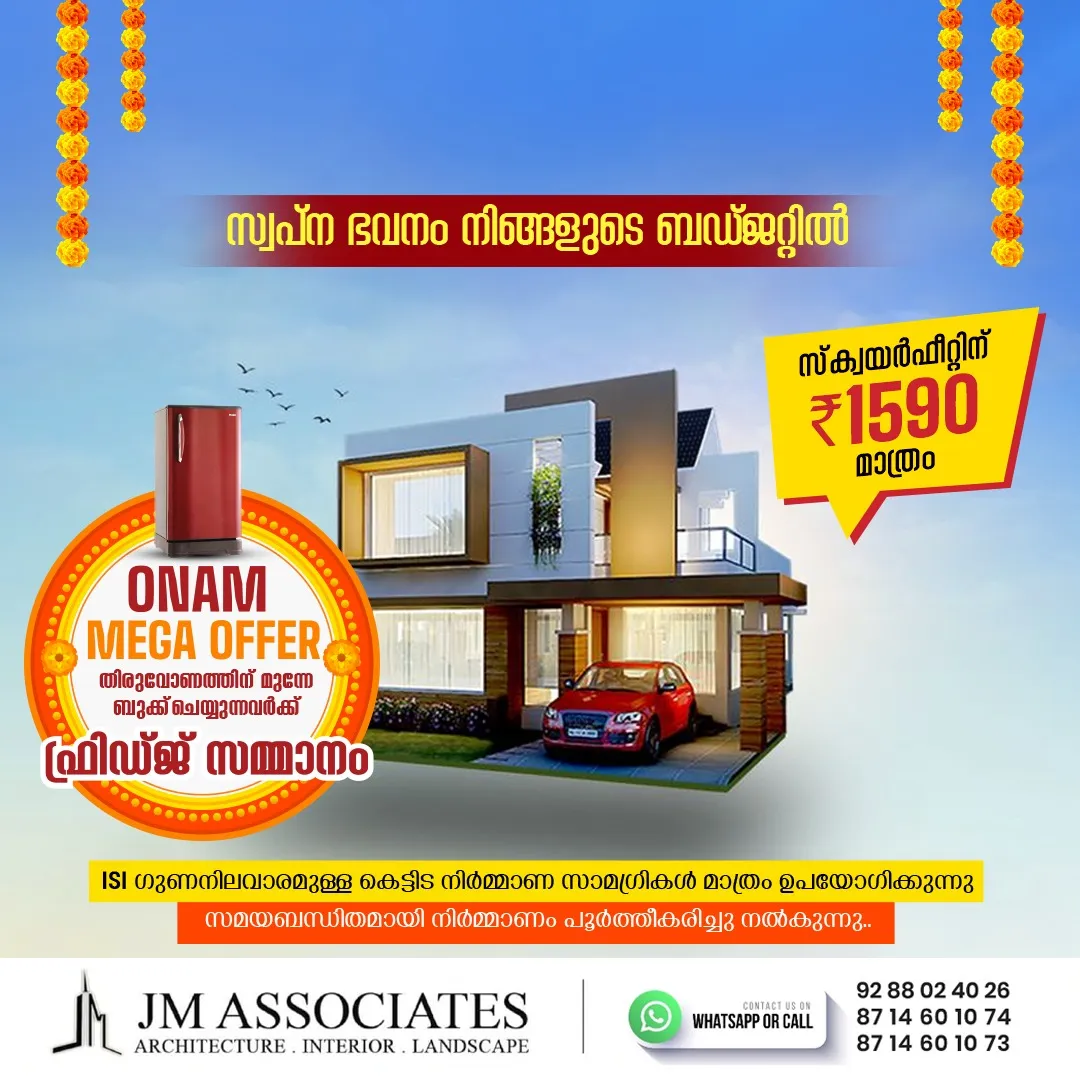 സ്വപ്ന ഭവനം നിങ്ങളുടെ ബഡ്ജറ്റിൽ
സ്ക്വയർഫീറ്റിന്
₹1590
മാത്രം
ONAM
MEGA OFFER
തിരുവോണത്തിന് മുന്നേ
ബുക്ക് ചെയ്യുന്നവർക്ക്
ഫ്രിഡ്ജ് സമ്മാനം
ISI ഗുണനിലവാരമുള്ള കെട്ടിട നിർമ്മാണ സാമഗ്രികൾ മാത്രം ഉപയോഗിക്കുന്നു
സമയബന്ധിതമായി നിർമ്മാണം പൂർത്തീകരിച്ചു നൽകുന്നു..
JM ASSOCIATES
ARCHITECTURE . INTERIOR . LANDSCAPE
CONTACT US ON
WHATSAPP OR CALL
92 88 02 40 26
87 14 60 10 74
87 14 60 10 73